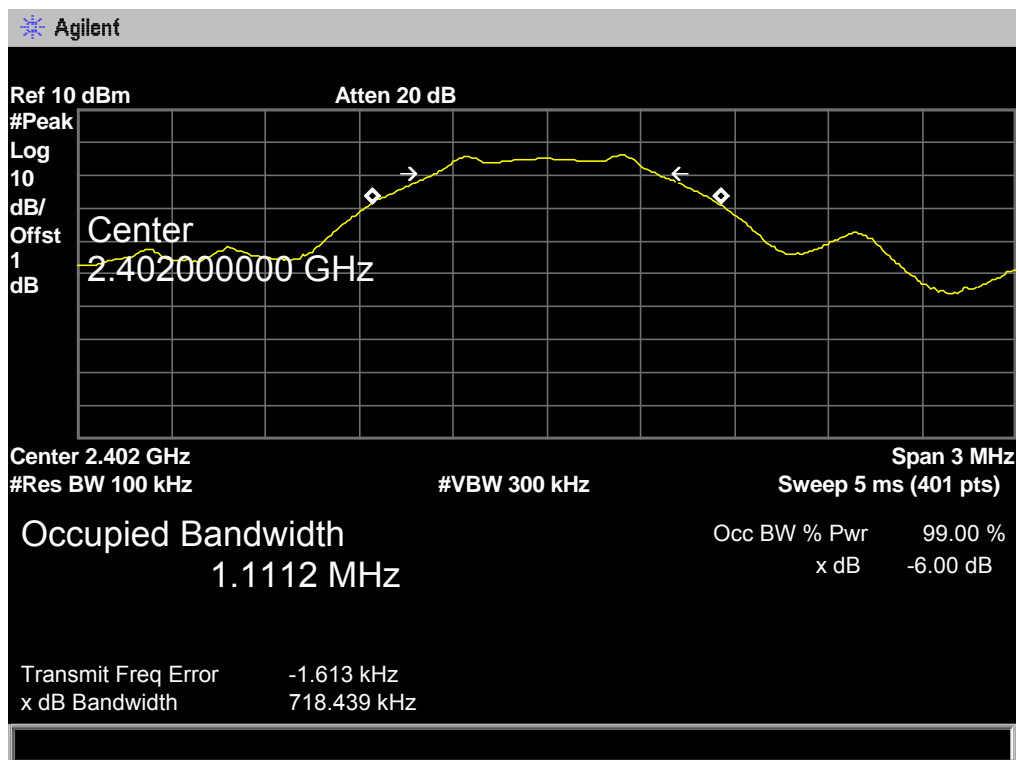 Agilent
Ref 10 dBm Atten 20 dB
#Peak
Log
10
dB/
Offst
1
dB
Center
2.402000000 GHz
Center 2.402 GHz Span 3 MHz
#Res BW 100 kHz #VBW 300 kHz Sweep 5 ms (401 pts)
Occupied Bandwidth Occ BW % Pwr 99.00 %
1.1112 MHz x dB -6.00 dB
Transmit Freq Error -1.613 kHz
x dB Bandwidth 718.439 kHz